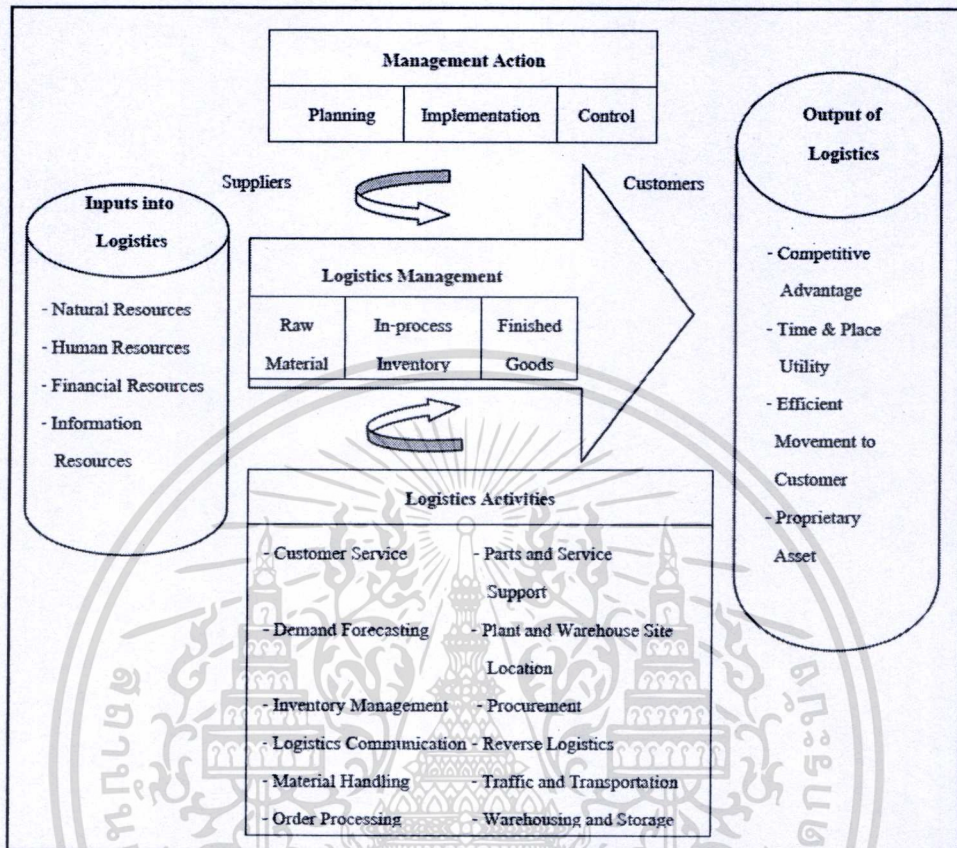 Management Action
Planning
Implementation
Control
Suppliers
Customers
Inputs into
Logistics
- Natural Resources
- Human Resources
- Financial Resources
- Information
Resources
Logistics Management
Raw
Material
In-process
Inventory
Finished
Goods
Output of
Logistics
- Competitive
Advantage
- Time & Place
Utility
- Efficient
Movement to
Customer
- Proprietary
Asset
Logistics Activities
- Customer Service
- Demand Forecasting
- Inventory Management
- Logistics Communication
- Material Handling
- Order Processing
- Parts and Service
Support
- Plant and Warehouse Site
Location
- Procurement
- Reverse Logistics
- Traffic and Transportation
- Warehousing and Storage